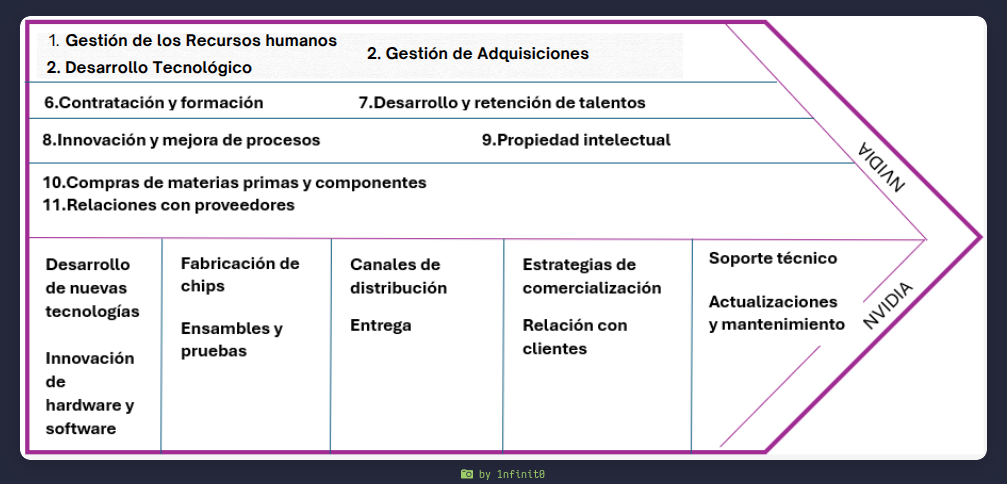 1. Gestión de los Recursos humanos
2. Desarrollo Tecnológico
2. Gestión de Adquisiciones
6.Contratación y formación
7.Desarrollo y retención de talentos
8.Innovación y mejora de procesos
9.Propiedad intelectual
10.Compras de materias primas y componentes
11.Relaciones con proveedores
NVIDIA
Desarrollo
de nuevas
tecnologías
Innovación
de
hardware y
software
Fabricación de
chips
Ensambles y
pruebas
Canales de
distribución
Entrega
Estrategias de
comercialización
Relación con
clientes
Soporte técnico
Actualizaciones
y mantenimiento
NVIDIA
by 1nfinit0